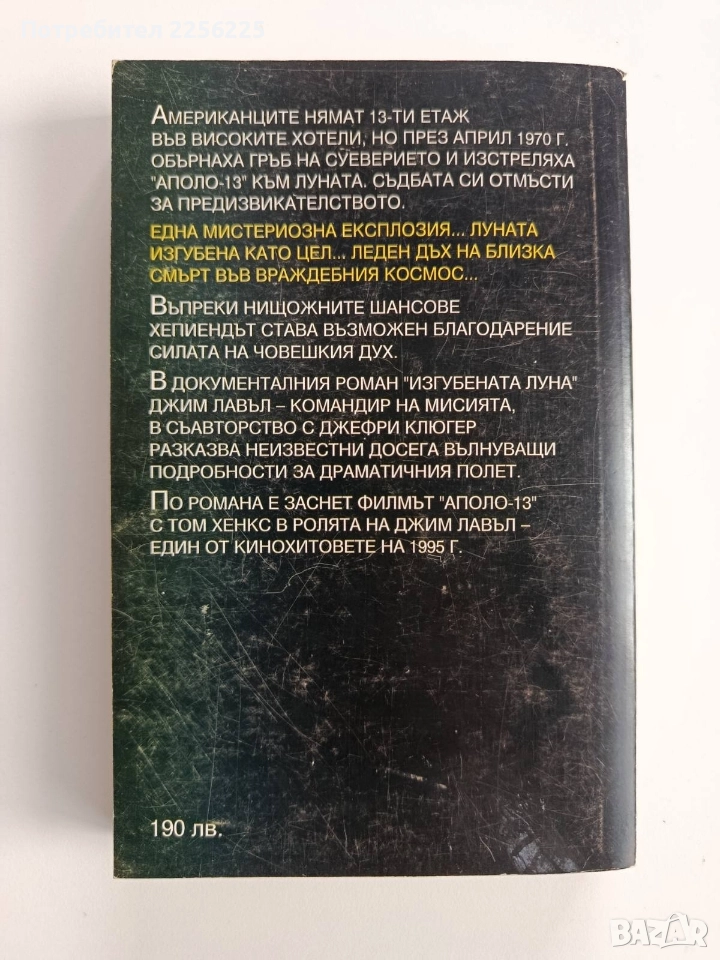 Потребител 2256225
АМЕРИКАНЦИТЕ НЯМАТ 13-ТИ ЕТАЖ
ВЪВ ВИСОКИТЕ ХОТЕЛИ, НО ПРЕЗ АПРИЛ 1970 Г.
ОБЪРНАХА ГРЪБ НА СУЕВЕРИЕТО И ИЗСТРЕЛЯХА
"АПОЛО-13" КЪМ ЛУНАТА. СЪДБАТА СИ ОТМЪСТИ
ЗА ПРЕДИЗВИКАТЕЛСТВОТО.
ЕДНА МИСТЕРИОЗНА ЕКСПЛОЗИЯ... ЛУНАТА
ИЗГУБЕНА КАТО ЦЕЛ... ЛЕДЕН ДЪХ НА БЛИЗКА
СМЪРТ ВЪВ ВРАЖДЕБНИЯ КОСМОС...
ВЪПРЕКИ НИЩОЖНИТЕ ШАНСОВЕ
ХЕПИЕНДЪТ СТАВА ВЪЗМОЖЕН БЛАГОДАРЕНИЕ
СИЛАТА НА ЧОВЕШКИЯ ДУХ.
В ДОКУМЕНТАЛНИЯ РОМАН "ИЗГУБЕНАТА ЛУНА"
ДЖИМ ЛАВЪЛ – КОМАНДИР НА МИСИЯТА,
В СЪАВТОРСТВО С ДЖЕФРИ КЛЮГЕР
РАЗКАЗВА НЕИЗВЕСТНИ ДОСЕГА ВЪЛНУВАЩИ
ПОДРОБНОСТИ ЗА ДРАМАТИЧНИЯ ПОЛЕТ.
ПО РОМАНА Е ЗАСНЕТ ФИЛМЪТ "АПОЛО-13"
С ТОМ ХЕНКС В РОЛЯТА НА ДЖИМ ЛАВЪЛ –
ЕДИН ОТ КИНОХИТОВЕТЕ НА 1995 Г.
190 ЛВ.
BAZAR